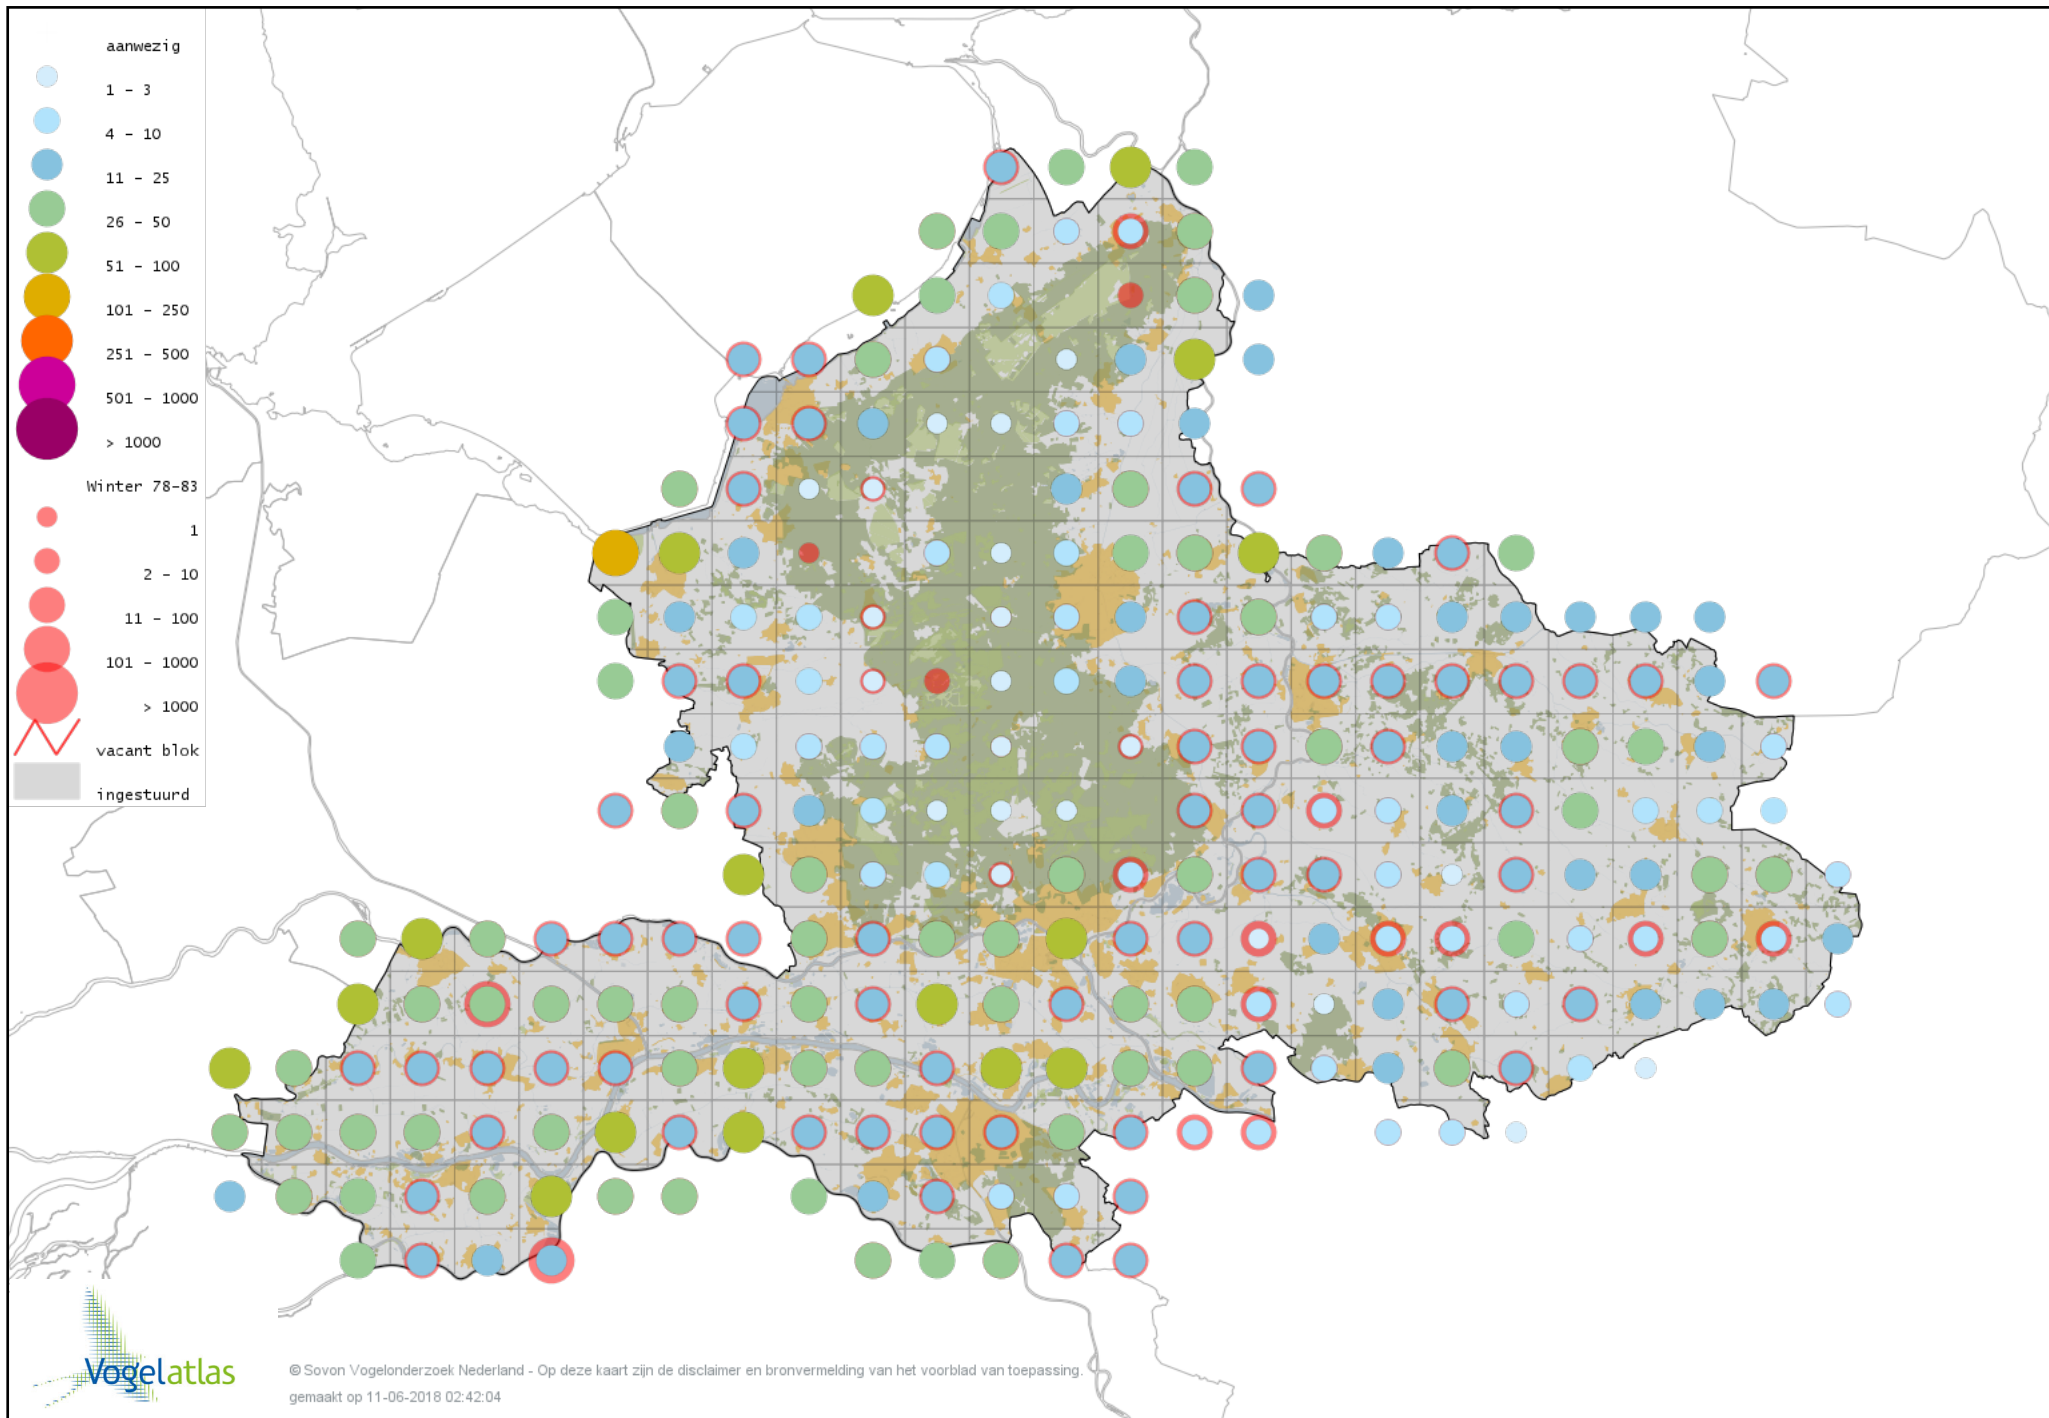 aanwezig
1 - 3
4 - 10
11 - 25
26 - 50
51 - 100
101 - 250
251 - 500
501 - 1000
> 1000
Winter 78-83
1
2 - 10
11 - 100
101 - 1000
> 1000
vacant blok
ingestuurd
Vogelatlas
© Sovon Vogelonderzoek Nederland - Op deze kaart zijn de disclaimer en bronvermelding van het voorblad van toepassing.
gemaakt op 11-06-2018 02:42:04